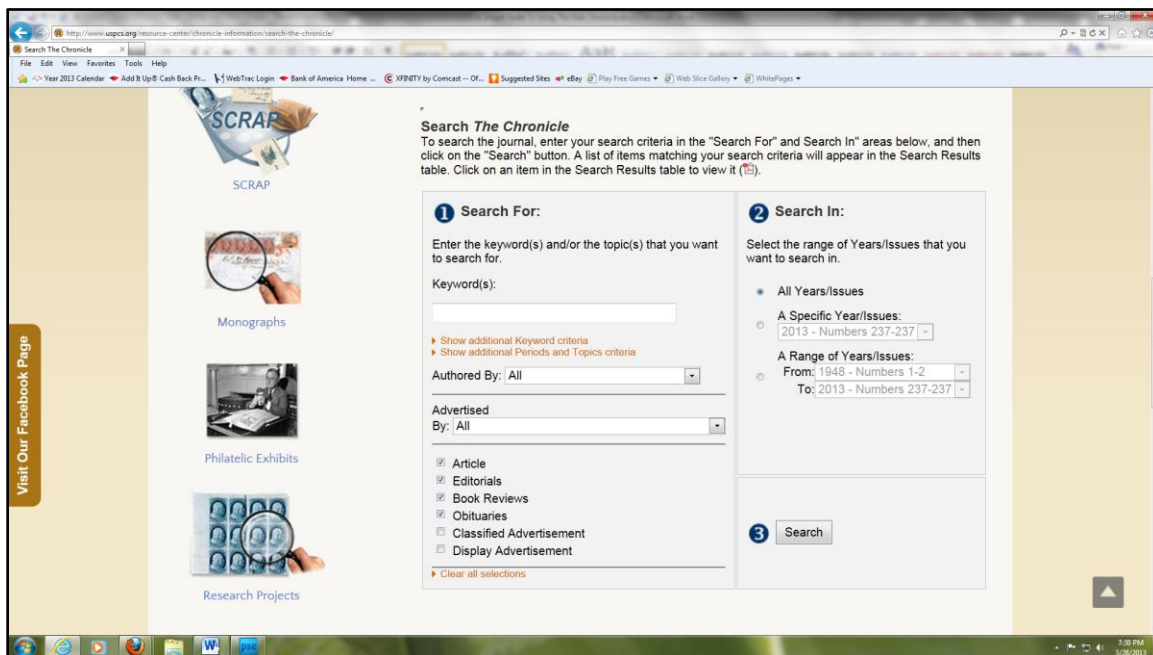 http://www.uspcs.org/resource-center/chronicle-information/search-the-chronicle/
Search The Chronicle
File Edit View Favorites Tools Help
Year 2013 Calendar Add It Up® Cash Back Pr... WebTrac Login Bank of America Home ... XFINITY by Comcast -- Of... Suggested Sites eBay Play Free Games Web Slice Gallery WhitePages
SCRAP
SCRAP
Monographs
Philatelic Exhibits
Research Projects
Visit Our Facebook Page
Search The Chronicle
To search the journal, enter your search criteria in the "Search For" and Search In" areas below, and then
click on the "Search" button. A list of items matching your search criteria will appear in the Search Results
table. Click on an item in the Search Results table to view it ( ).
1 Search For:
Enter the keyword(s) and/or the topic(s) that you want
to search for.
Keyword(s):
Show additional Keyword criteria
Show additional Periods and Topics criteria
Authored By: All
Advertised
By: All
Article
Editorials
Book Reviews
Obituaries
Classified Advertisement
Display Advertisement
Clear all selections
2 Search In:
Select the range of Years/Issues that you
want to search in.
All Years/Issues
A Specific Year/Issues:
2013 - Numbers 237-237
A Range of Years/Issues:
From: 1948 - Numbers 1-2
To: 2013 - Numbers 237-237
3 Search
W
pse
7:30 PM
3/28/2013